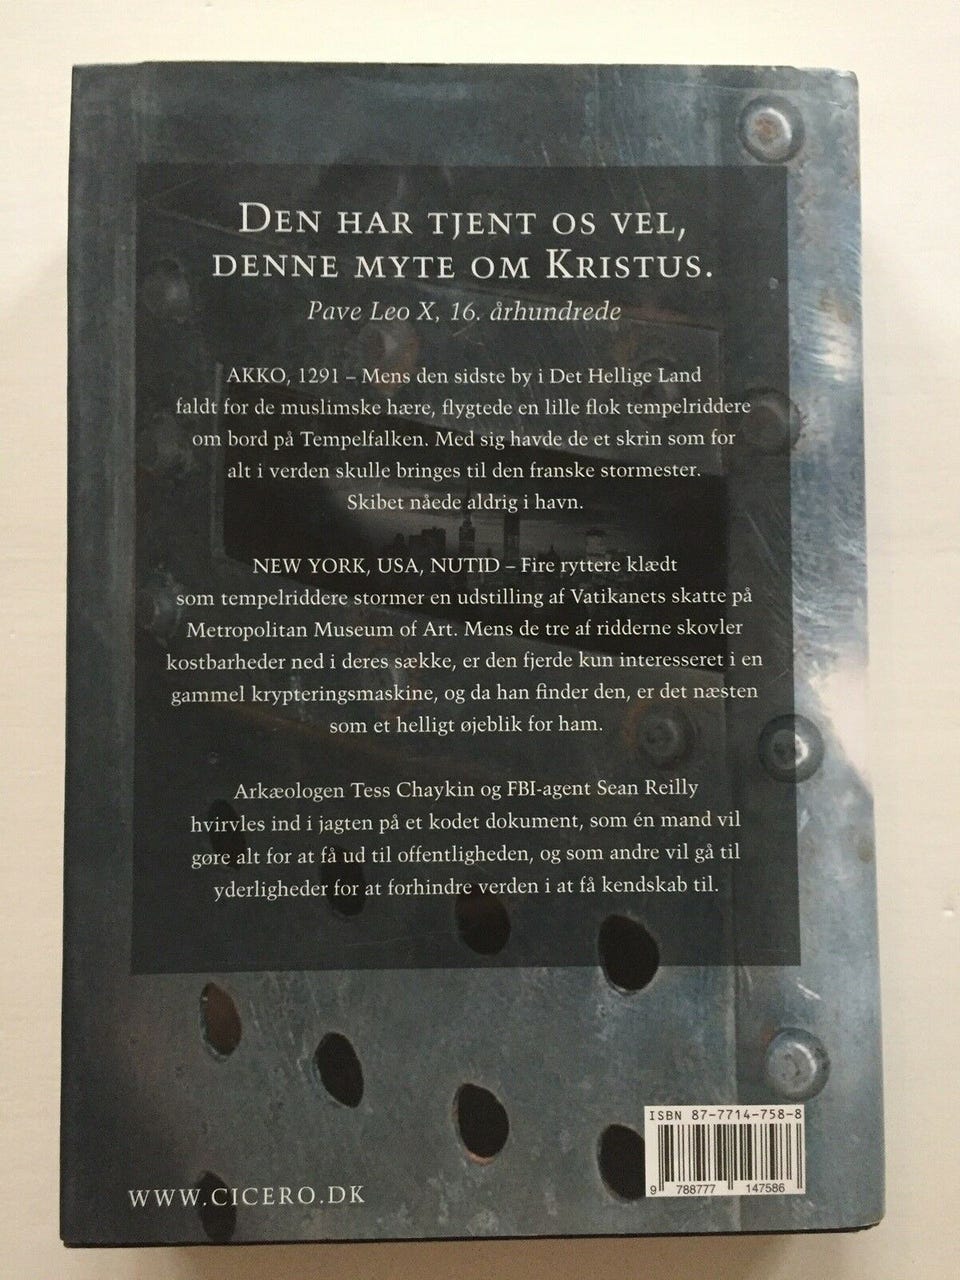 DEN HAR TJENT OS VEL,
DENNE MYTE OM KRISTUS.
Pave Leo X, 16. århundrede
AKKO, 1291 – Mens den sidste by i Det Hellige Land
faldt for de muslimske hære, flygtede en lille flok tempelriddere
om bord på Tempelfalken. Med sig havde de et skrin som for
alt i verden skulle bringes til den franske stormester.
Skibet nåede aldrig i havn.
NEW YORK, USA, NUTID – Fire ryttere klædt
som tempelriddere stormer en udstilling af Vatikanets skatte på
Metropolitan Museum of Art. Mens de tre af ridderne skovler
kostbarheder ned i deres sække, er den fjerde kun interesseret i en
gammel krypteringsmaskine, og da han finder den, er det næsten
som et helligt øjeblik for ham.
Arkæologen Tess Chaykin og FBI-agent Sean Reilly
hvirvles ind i jagten på et kodet dokument, som én mand vil
gøre alt for at få ud til offentligheden, og som andre vil gå til
yderligheder for at forhindre verden i at få kendskab til.
ISBN 87-7714-758-8
9 788777 147586
WWW.CICERO.DK